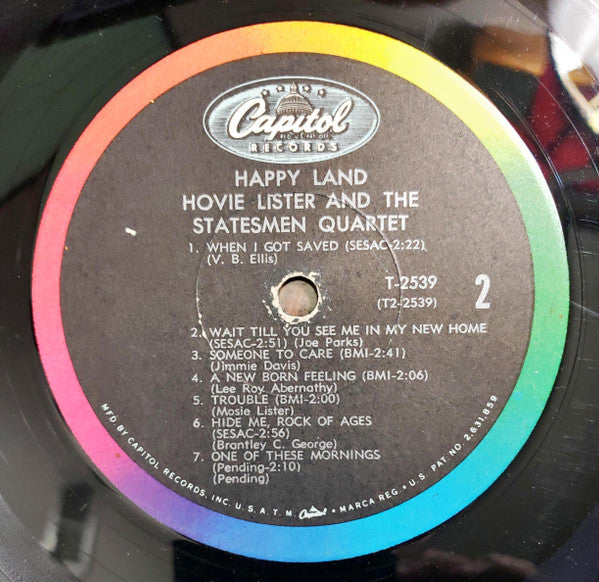 Capitol
RECORDS
HAPPY LAND
HOVIE LISTER AND THE
STATESMEN QUARTET
1. WHEN I GOT SAVED (SESAC-2:22)
(V. B. Ellis)
T-2539
(T2-2539)
2
2. WAIT TILL YOU SEE ME IN MY NEW HOME
(SESAC-2:51) (Joe Parks)
3. SOMEONE TO CARE (BMI-2:41)
(Jimmie Davis)
4. A NEW BORN FEELING (BMI-2:06)
(Lee Roy Abernathy)
5. TROUBLE (BMI-2:00)
(Mosie Lister)
6. HIDE ME, ROCK OF AGES
(SESAC-2:56)
(Brantley C. George)
7. ONE OF THESE MORNINGS
(Pending-2:10)
(Pending)
MFD BY CAPITOL RECORDS, INC. U.S.A. T.M. Capitol • MARCA REG. • U.S. PAT. NO. 2,631,859